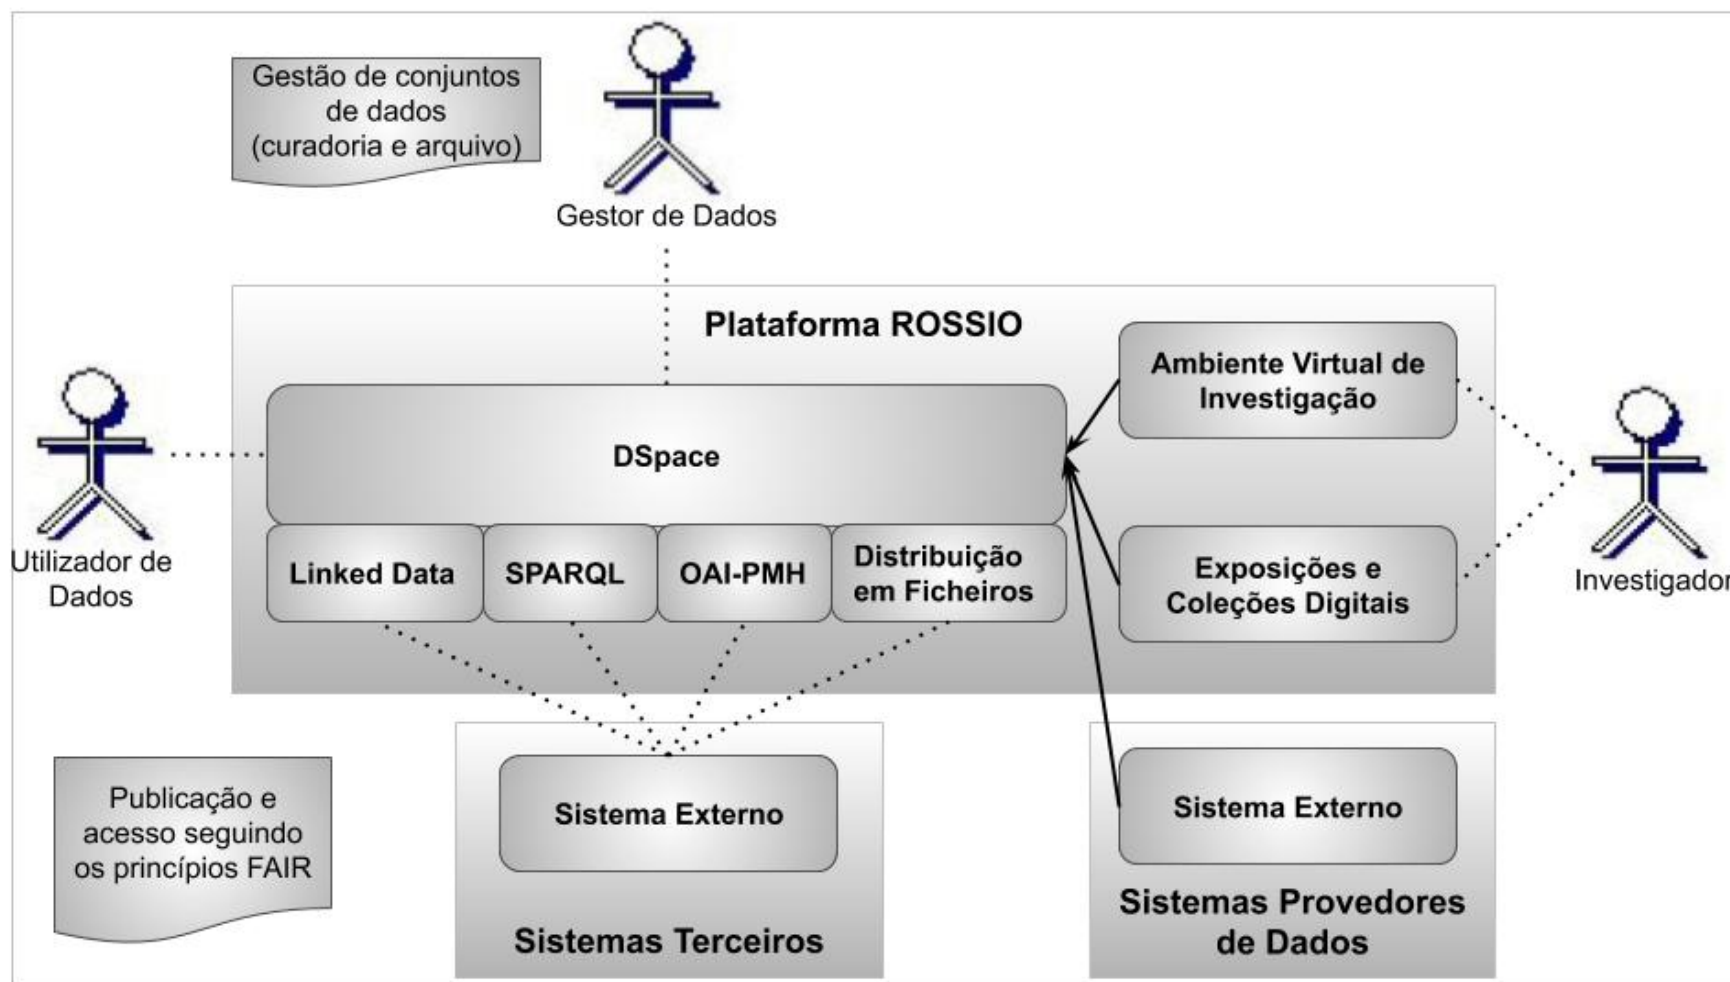 Gestão de conjuntos
de dados
(curadoria e arquivo)
Gestor de Dados
Plataforma ROSSIO
Ambiente Virtual de
Investigação
DSpace
Utilizador de
Dados
Linked Data
SPARQL
OAI-PMH
Distribuição
em Ficheiros
Exposições e
Coleções Digitais
Investigador
Publicação e
acesso seguindo
os princípios FAIR
Sistema Externo
Sistemas Terceiros
Sistema Externo
Sistemas Provedores
de Dados